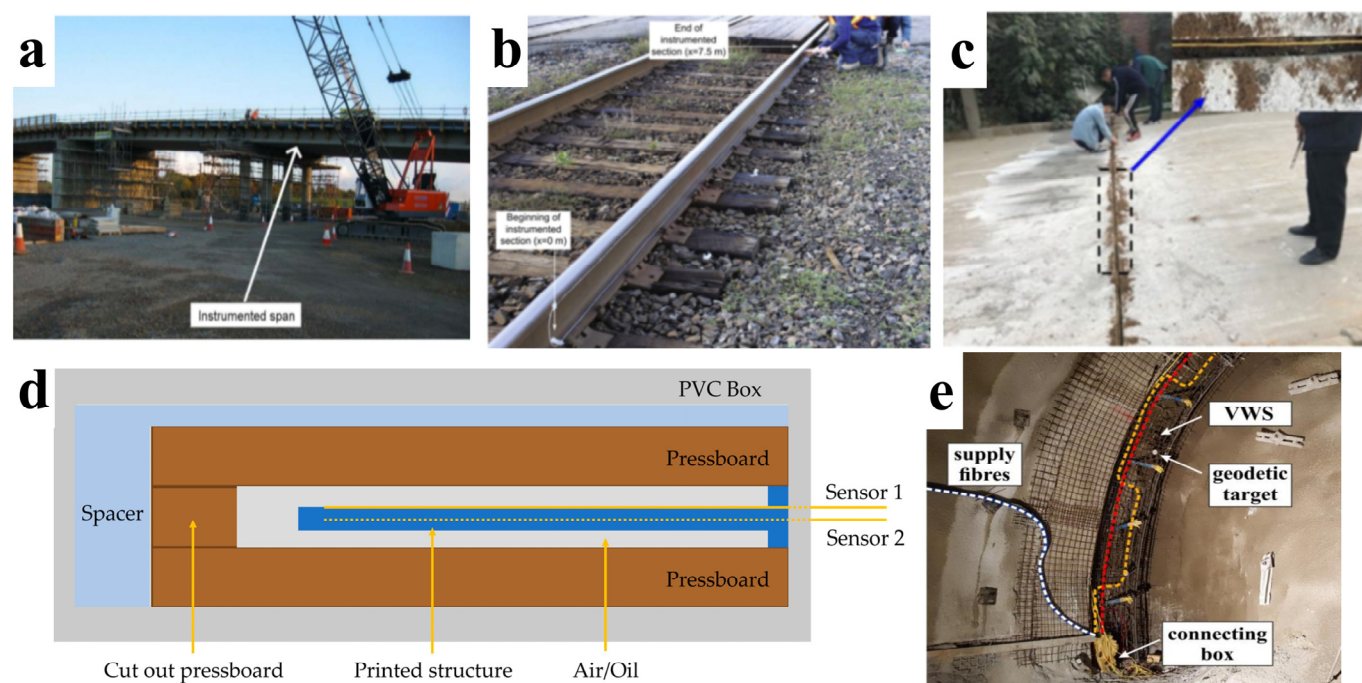 a
Instrumented span
b
End of
instrumented
section (x=7.5 m)
Beginning of
instrumented
section (x=0 m)
c
d
PVC Box
Pressboard
Spacer
Sensor 1
Sensor 2
Pressboard
Cut out pressboard
Printed structure
Air/Oil
e
VWS
supply
fibres
geodetic
target
connecting
box